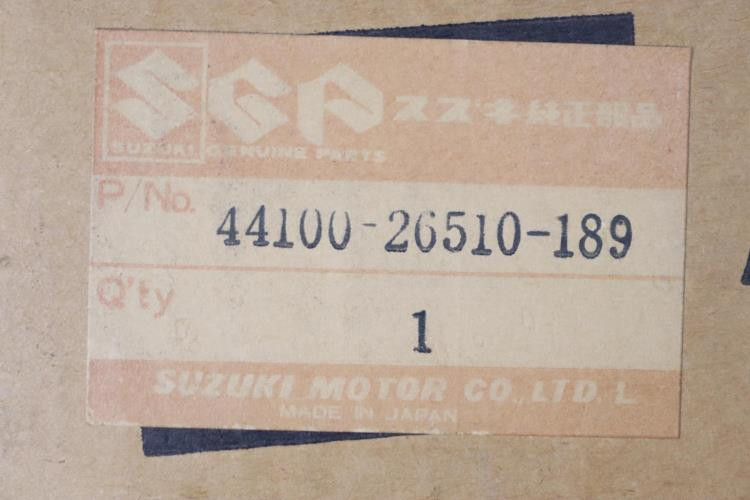 SGP スズキ純正部品
SUZUKI GENUINE PARTS
P/No. 44100-26510-189
Q'ty 1
SUZUKI MOTOR CO.,LTD. L
MADE IN JAPAN